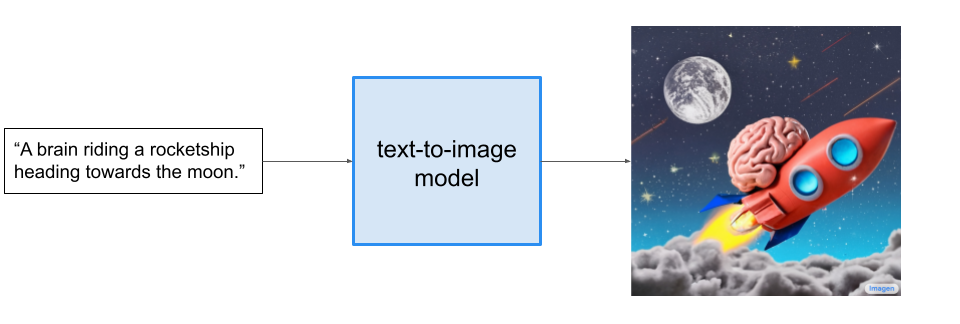 “A brain riding a rocketship
heading towards the moon.”
text-to-image
model
Imagen